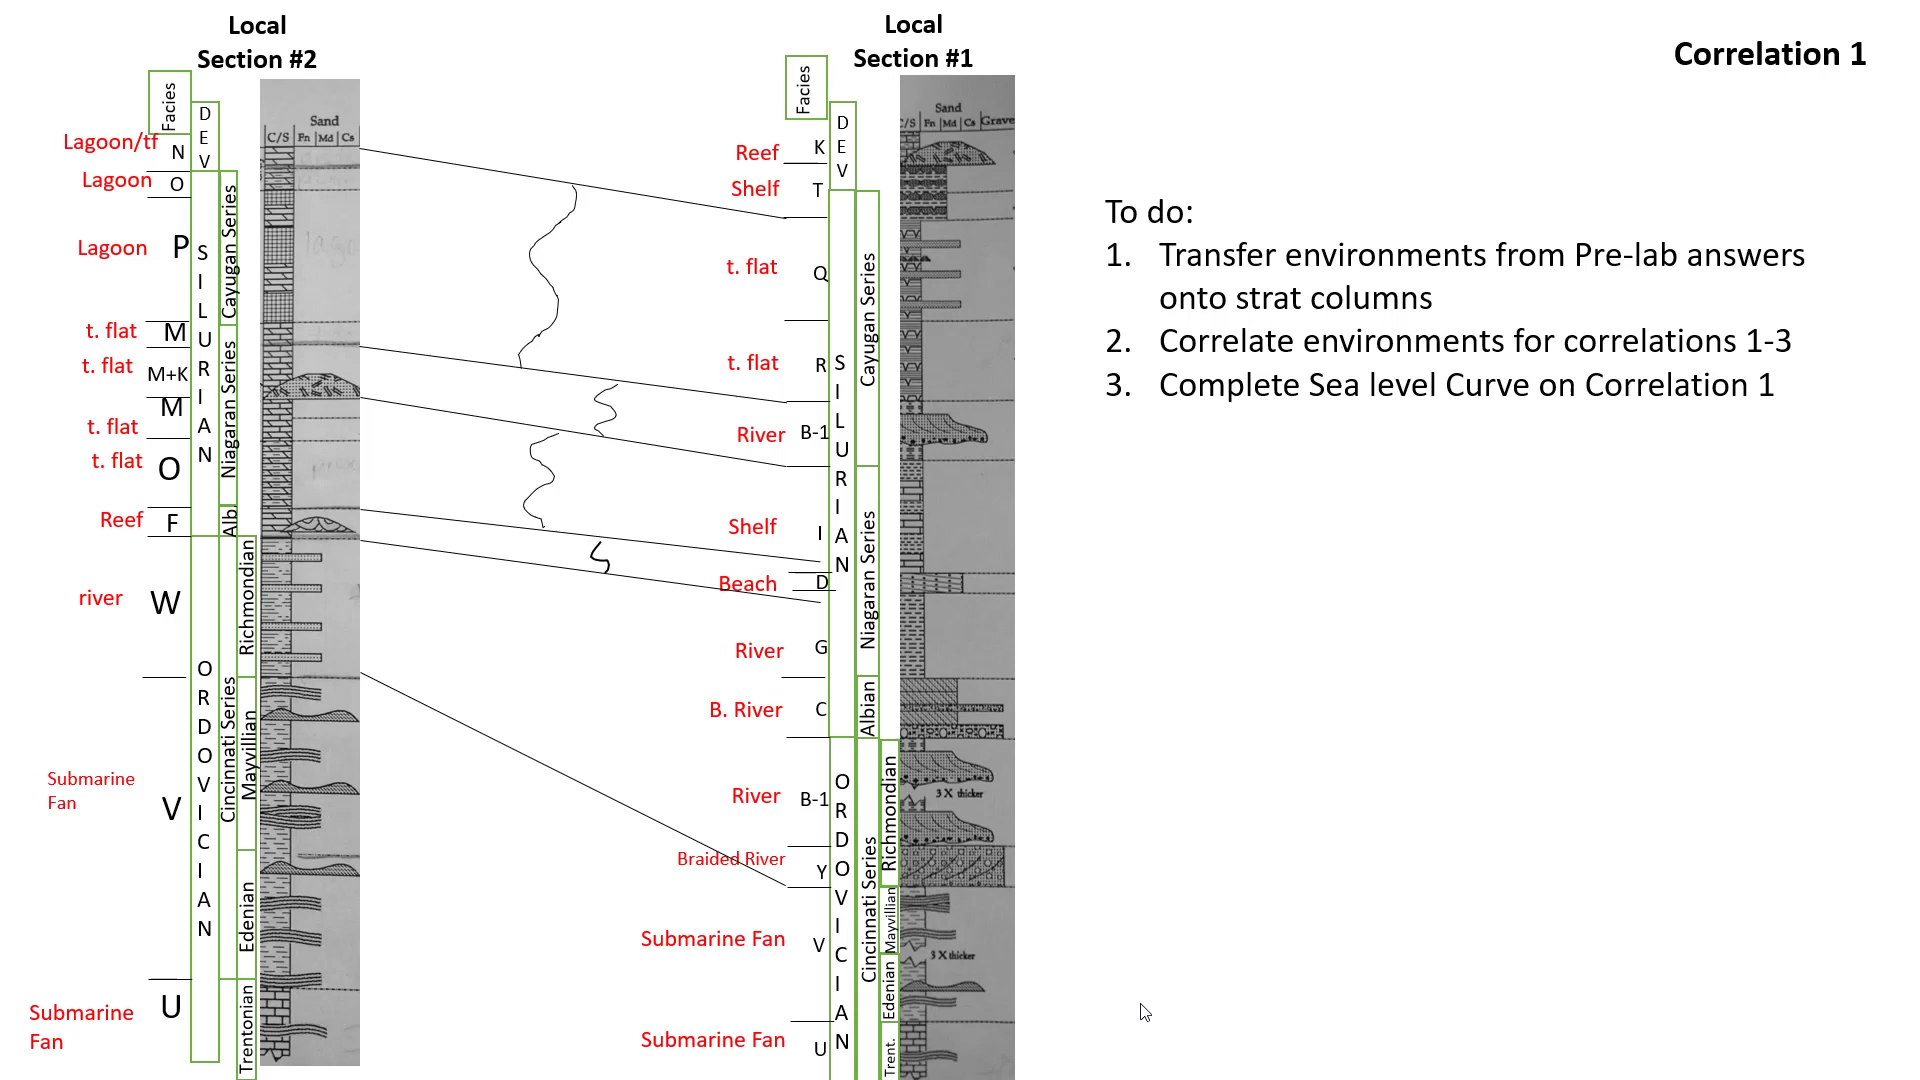 Local
Section #2
Local
Section #1
Correlation 1
Facies
D
E
V
Sand
C/S Fn Md Cs
Lagoon/tf N
Lagoon O
Lagoon P
t. flat M
t. flat M+K
M
t. flat
t. flat O
Reef F
river W
Submarine
Fan
V
Submarine
Fan
U
SILURIAN
ORDOVICIAN
Cayugan Series
Niagaran Series
Alb
Cincinnati Series
Richmondian
Mayvillian
Edenian
Trentonian
Facies
D
E
V
Sand
C/S Fn Md Cs Grave
Reef K
Shelf T
t. flat Q
t. flat R
River B-1
Shelf I
Beach D
River G
B. River C
River B-1
Braided River Y
Submarine Fan V
Submarine Fan U
SILURIAN
ORDOVICIAN
Cayugan Series
Niagaran Series
Albian
Cincinnati Series
Richmondian
Mayvillian
Edenian
Trent.
3 X thicker
3 X thicker
To do:
1. Transfer environments from Pre-lab answers
onto strat columns
2. Correlate environments for correlations 1-3
3. Complete Sea level Curve on Correlation 1